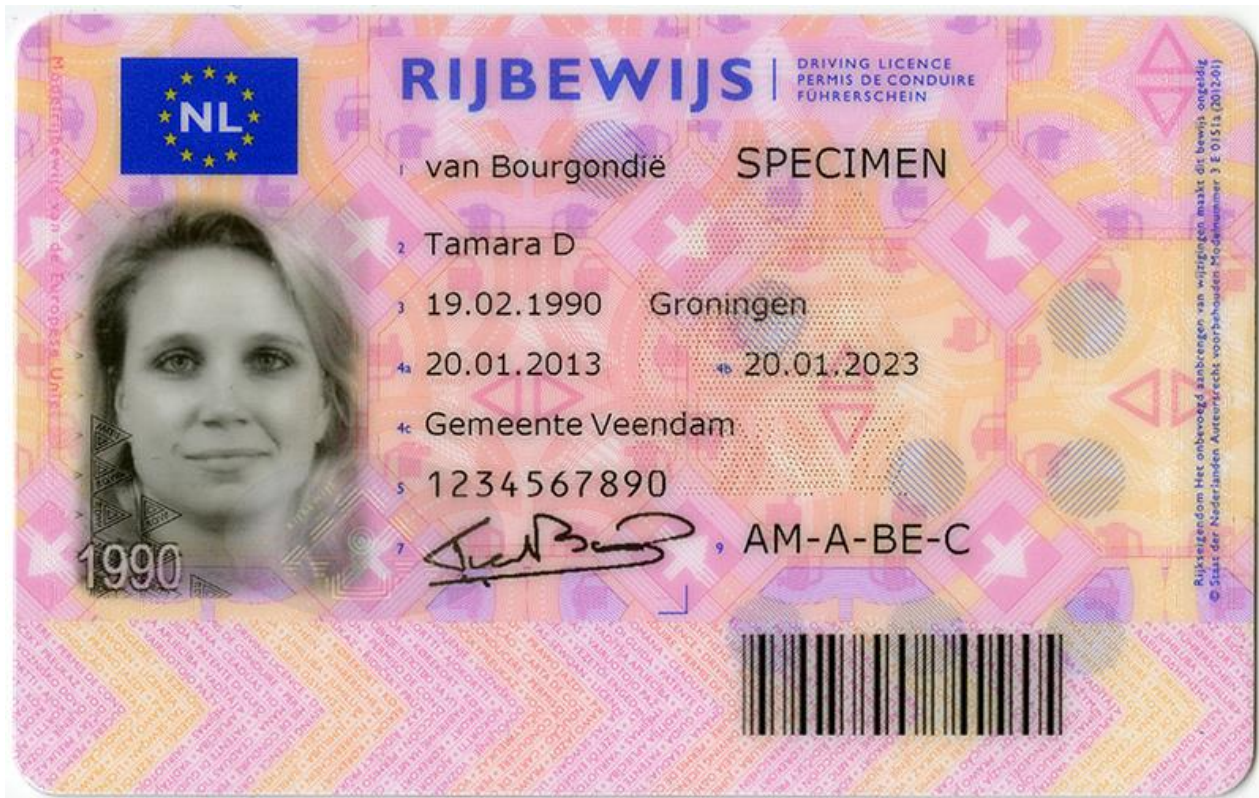 NL
RIJBEWIJS
DRIVING LICENCE
PERMIS DE CONDUIRE
FÜHRERSCHEIN
1 van Bourgondië SPECIMEN
2 Tamara D
3 19.02.1990 Groningen
4a 20.01.2013 4b 20.01.2023
4c Gemeente Veendam
5 1234567890
7 9 AM-A-BE-C
1990
Rijkseigendom Het onbevoegd aanbrengen van wijzigingen maakt dit bewijs ongeldig
© Staat der Nederlanden Auteursrecht voorbehouden Modelnummer 3 E 0151a (2012-01)